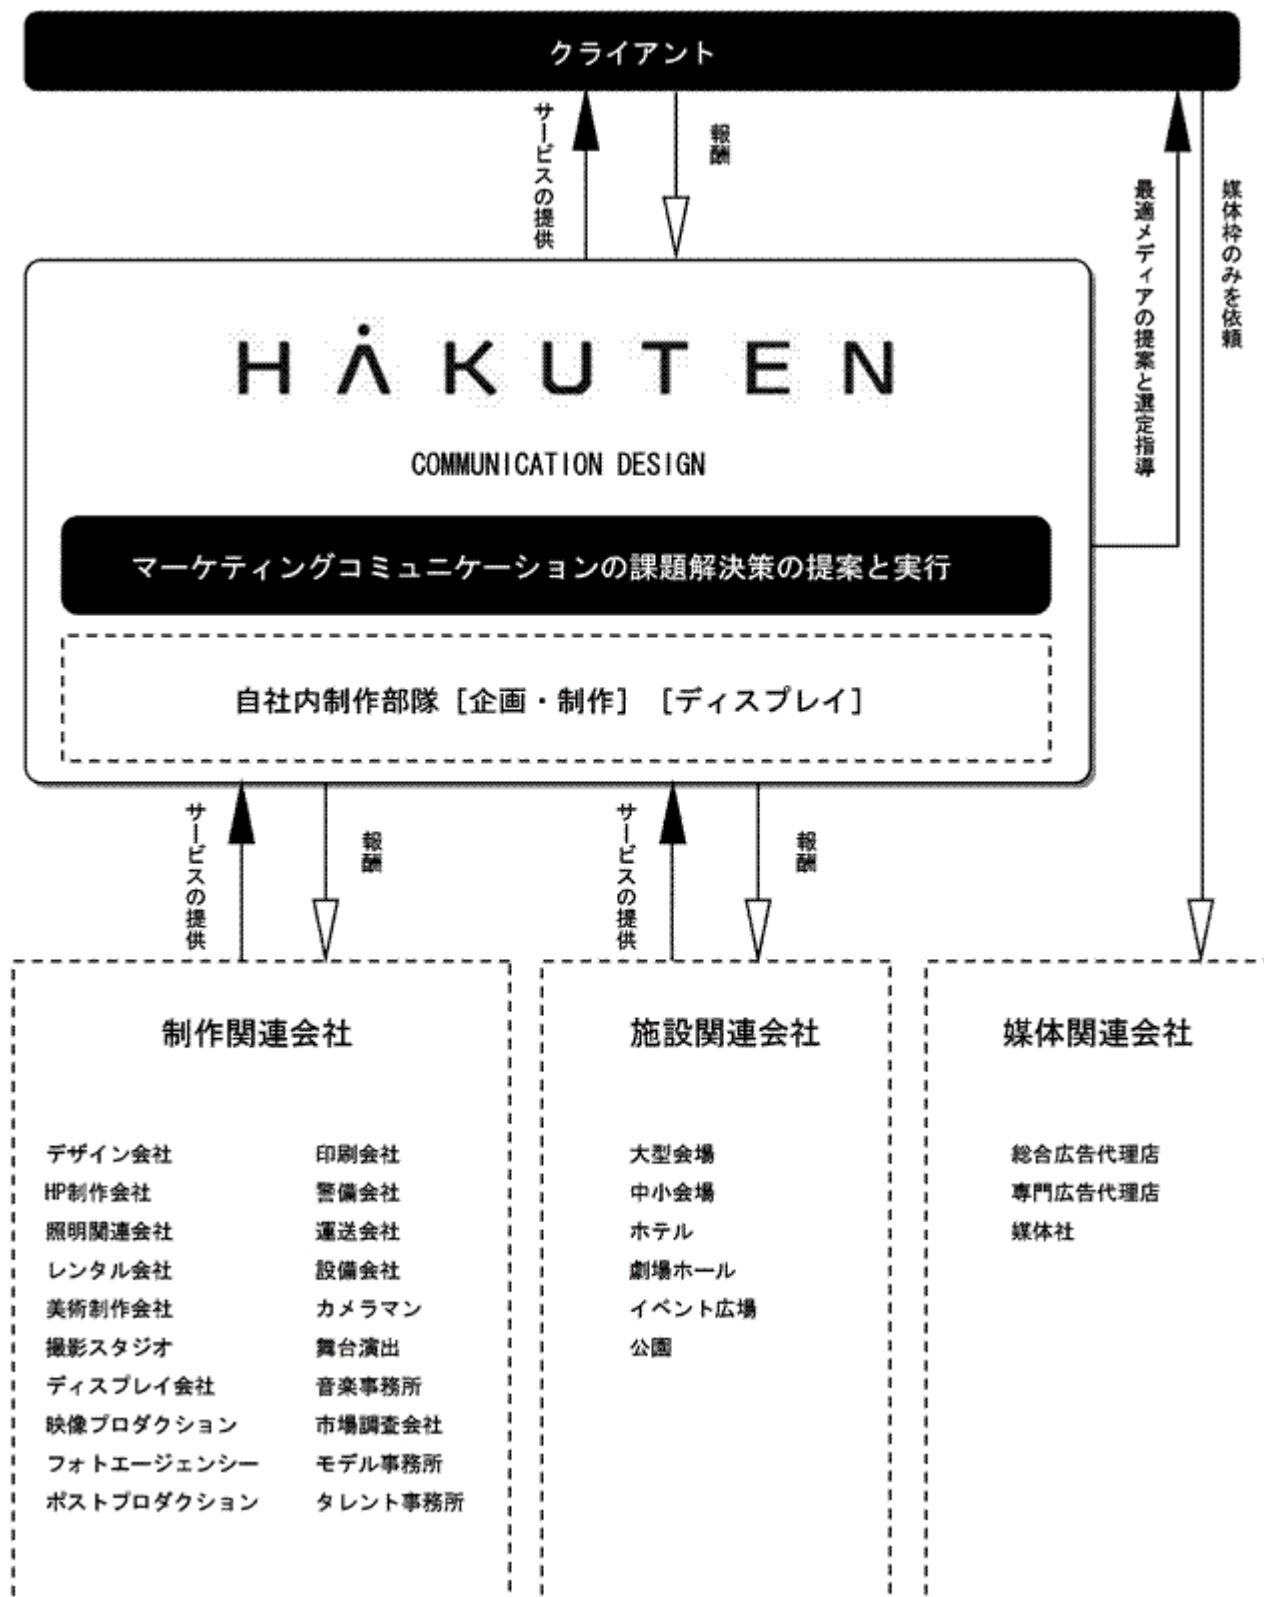 クライアント
サービスの提供
報酬
最適メディアの提案と選定指導
媒体枠のみを依頼
HAKUTEN
COMMUNICATION DESIGN
マーケティングコミュニケーションの課題解決策の提案と実行
自社内制作部隊［企画・制作］［ディスプレイ］
サービスの提供
報酬
サービスの提供
報酬
制作関連会社
デザイン会社
HP制作会社
照明関連会社
レンタル会社
美術制作会社
撮影スタジオ
ディスプレイ会社
映像プロダクション
フォトエージェンシー
ポストプロダクション
印刷会社
警備会社
運送会社
設備会社
カメラマン
舞台演出
音楽事務所
市場調査会社
モデル事務所
タレント事務所
施設関連会社
大型会場
中小会場
ホテル
劇場ホール
イベント広場
公園
媒体関連会社
総合広告代理店
専門広告代理店
媒体社